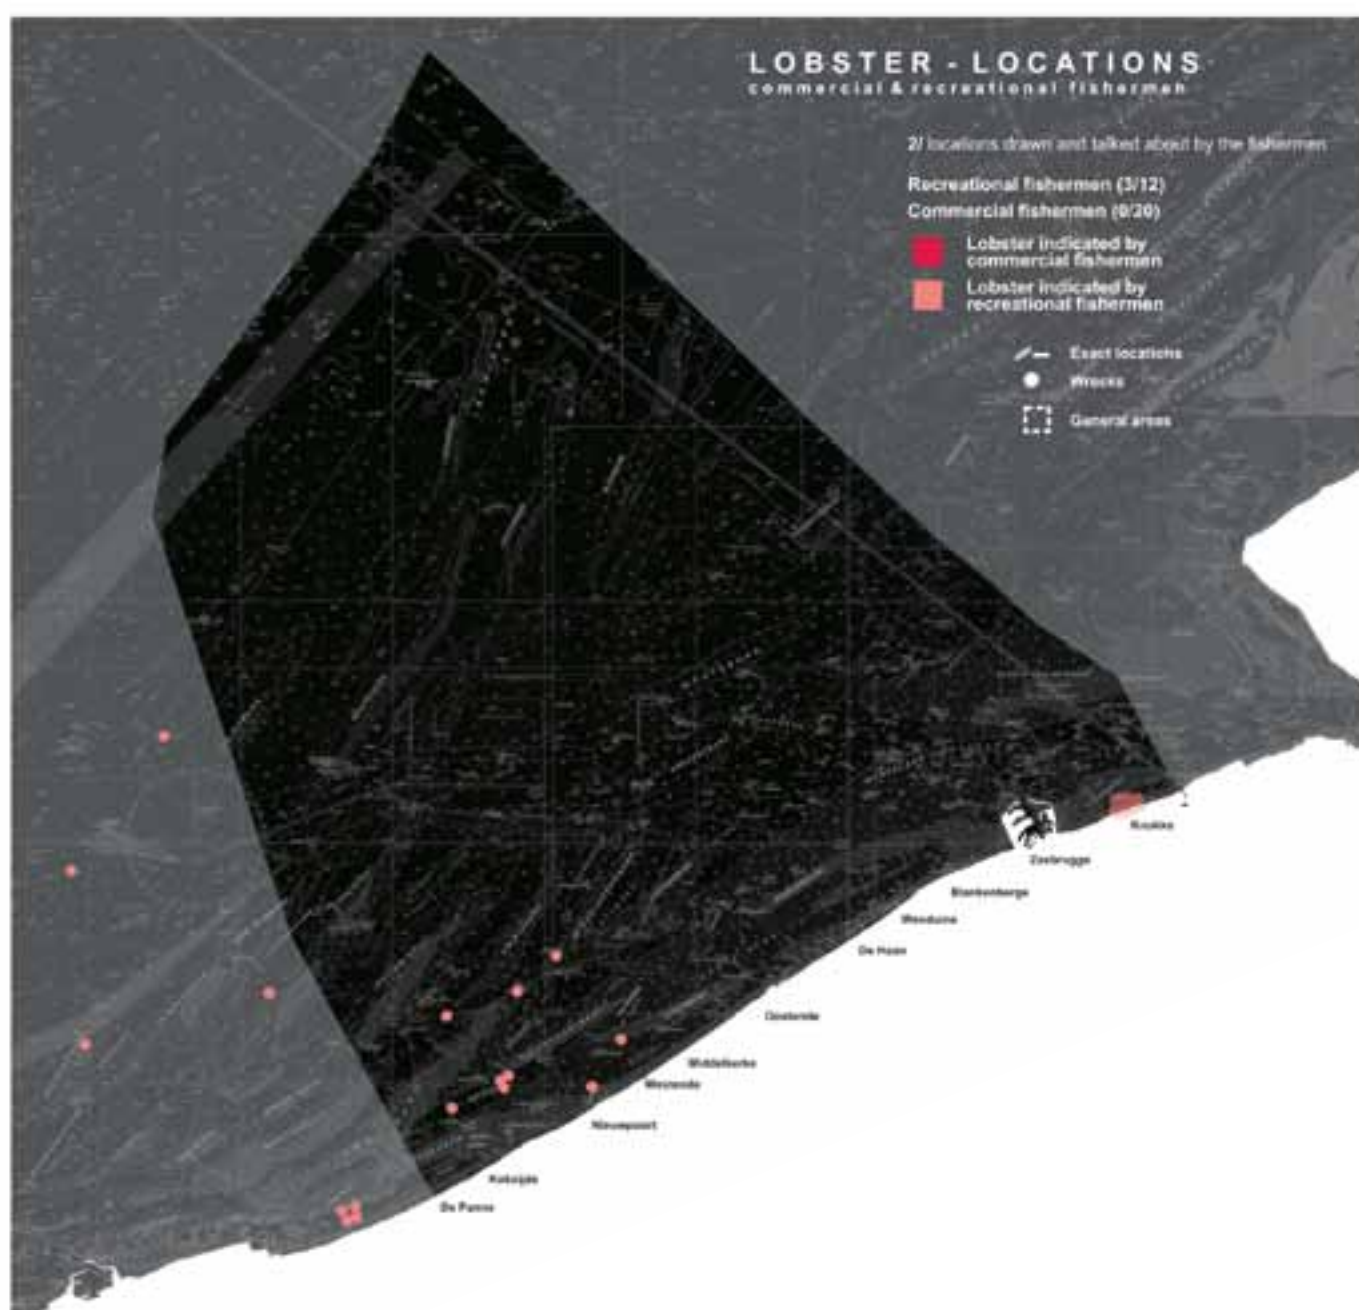 LOBSTER - LOCATIONS
commercial & recreational fishermen
2/ locations drawn and talked about by the fishermen
Recreational fishermen (3/12)
Commercial fishermen (0/20)
Lobster indicated by
commercial fishermen
Lobster indicated by
recreational fishermen
Exact locations
Wrecks
General areas
Knokke
Zeebrugge
Blankenberge
Wenduine
De Haan
Oostende
Middelkerke
Westende
Nieuwpoort
Koksijde
De Panne